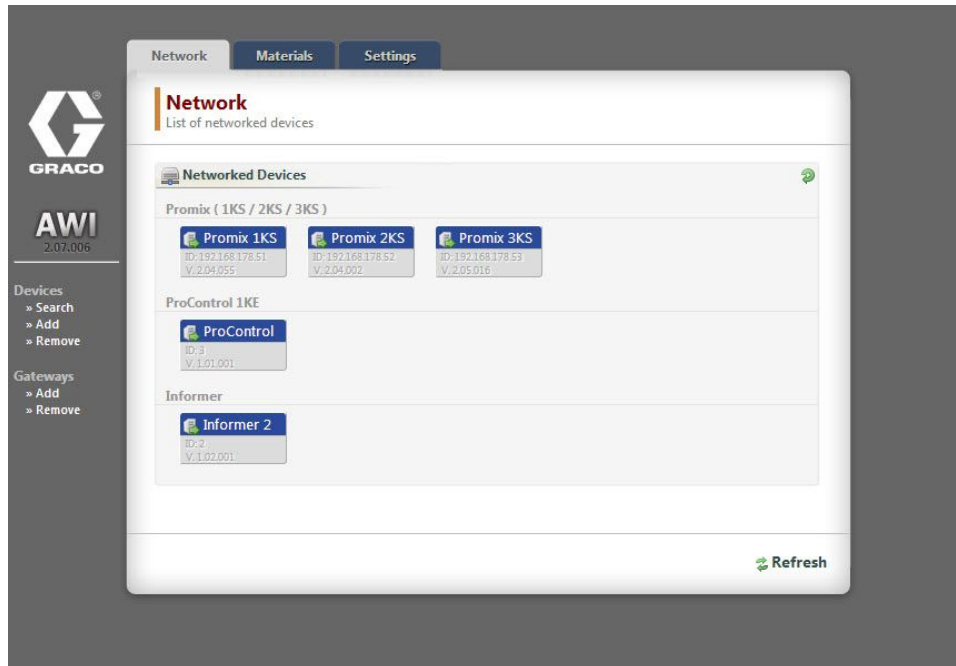 Network Materials Settings
®
GRACO
AWI
2.07.006
Devices
» Search
» Add
» Remove
Gateways
» Add
» Remove
Network
List of networked devices
Networked Devices
Promix ( 1KS / 2KS / 3KS )
Promix 1KS
ID: 192.168.178.51
V. 2.04.055
Promix 2KS
ID: 192.168.178.52
V. 2.04.002
Promix 3KS
ID: 192.168.178.53
V. 2.05.016
ProControl 1KE
ProControl
ID: 3
V. 1.01.001
Informer
Informer 2
ID: 2
V. 1.02.001
Refresh